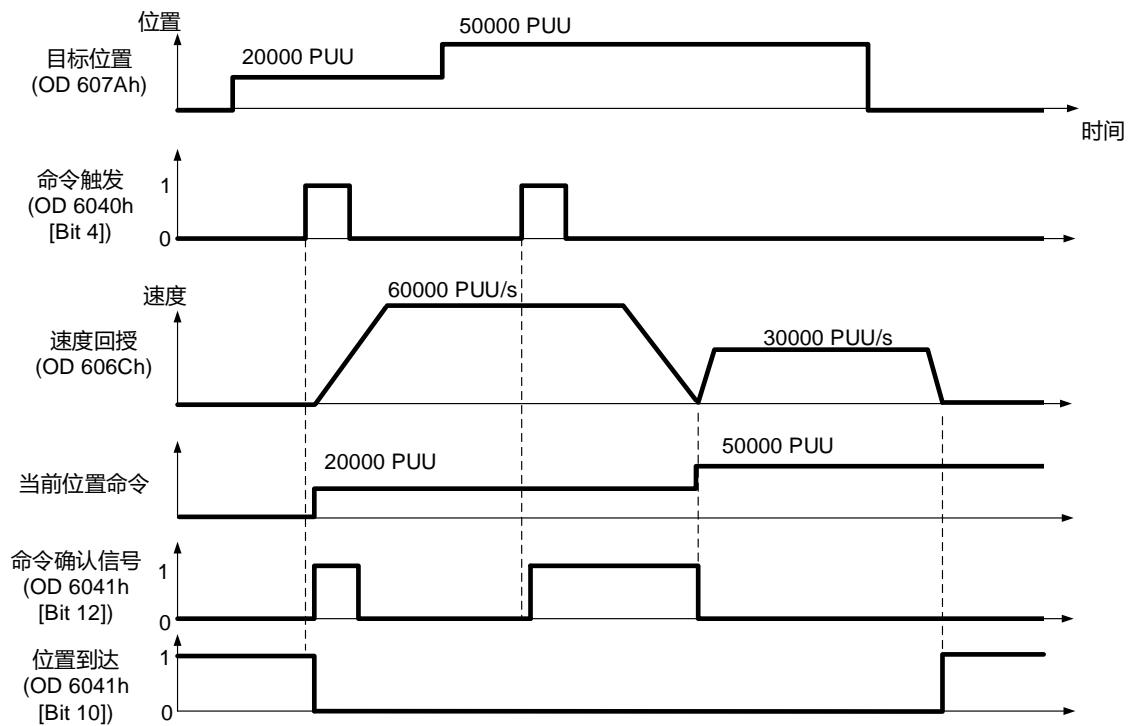 位置
50000 PUU
目标位置
(OD 607Ah)
20000 PUU
时间
命令触发
(OD 6040h
[Bit 4])
1
0
速度
60000 PUU/s
速度回授
(OD 606Ch)
30000 PUU/s
50000 PUU
20000 PUU
当前位置命令
命令确认信号
(OD 6041h
[Bit 12])
1
0
位置到达
(OD 6041h
[Bit 10])
1
0